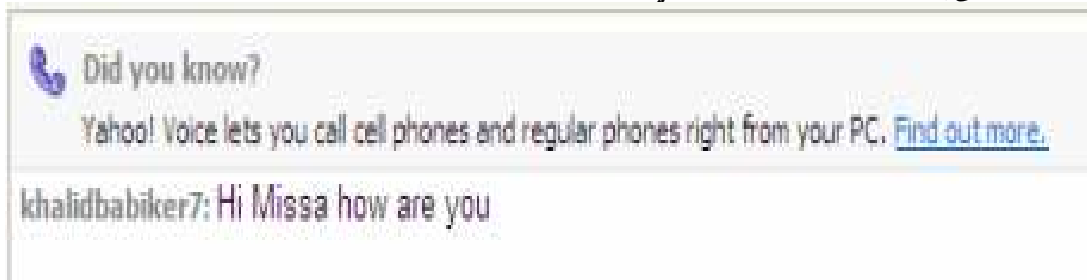 Did you know?
Yahoo! Voice lets you call cell phones and regular phones right from your PC. Find out more.
khalidbabiker7: Hi Missa how are you